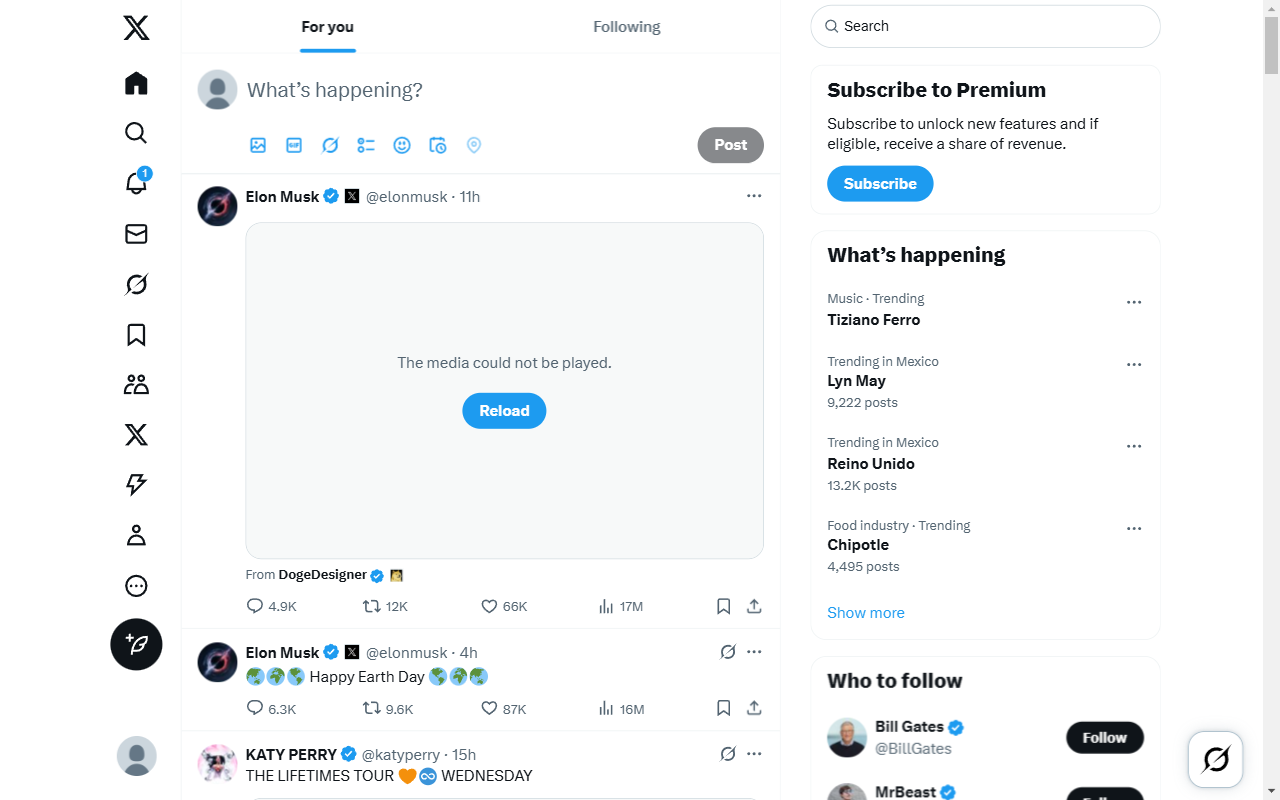 For you
Following
What's happening?
GIF
Post
1
Elon Musk @elonmusk · 11h
The media could not be played.
Reload
From DogeDesigner
4.9K 12K 66K 17M
Elon Musk @elonmusk · 4h
Happy Earth Day
6.3K 9.6K 87K 16M
KATY PERRY @katyperry · 15h
THE LIFETIMES TOUR 🧡♾️ WEDNESDAY
Search
Subscribe to Premium
Subscribe to unlock new features and if
eligible, receive a share of revenue.
Subscribe
What's happening
Music · Trending
Tiziano Ferro
Trending in Mexico
Lyn May
9,222 posts
Trending in Mexico
Reino Unido
13.2K posts
Food industry · Trending
Chipotle
4,495 posts
Show more
Who to follow
Bill Gates
@BillGates
Follow
MrBeast